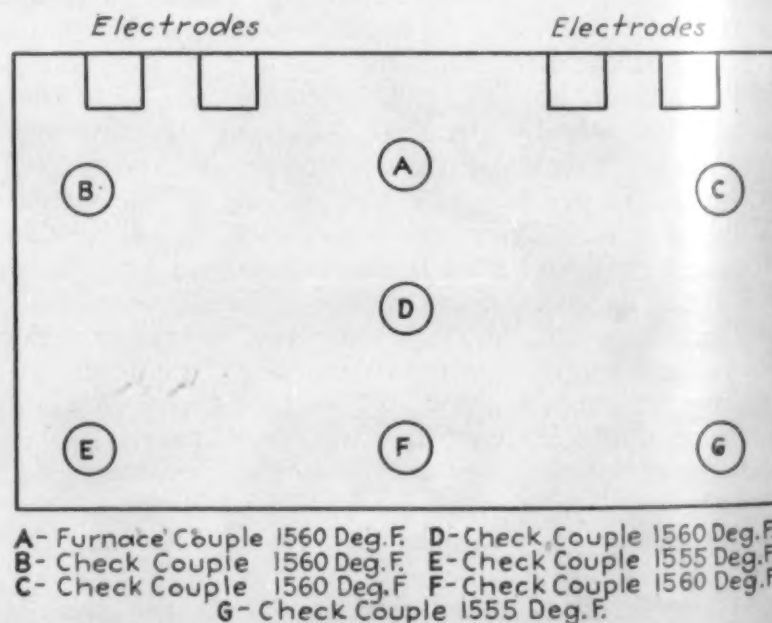 Electrodes Electrodes
A
B C
D
E F G
A- Furnace Couple 1560 Deg.F. D-Check Couple 1560 Deg.F.
B- Check Couple 1560 Deg.F. E-Check Couple 1555 Deg.F.
C- Check Couple 1560 Deg.F F-Check Couple 1560 Deg.F
G- Check Couple 1555 Deg.F.